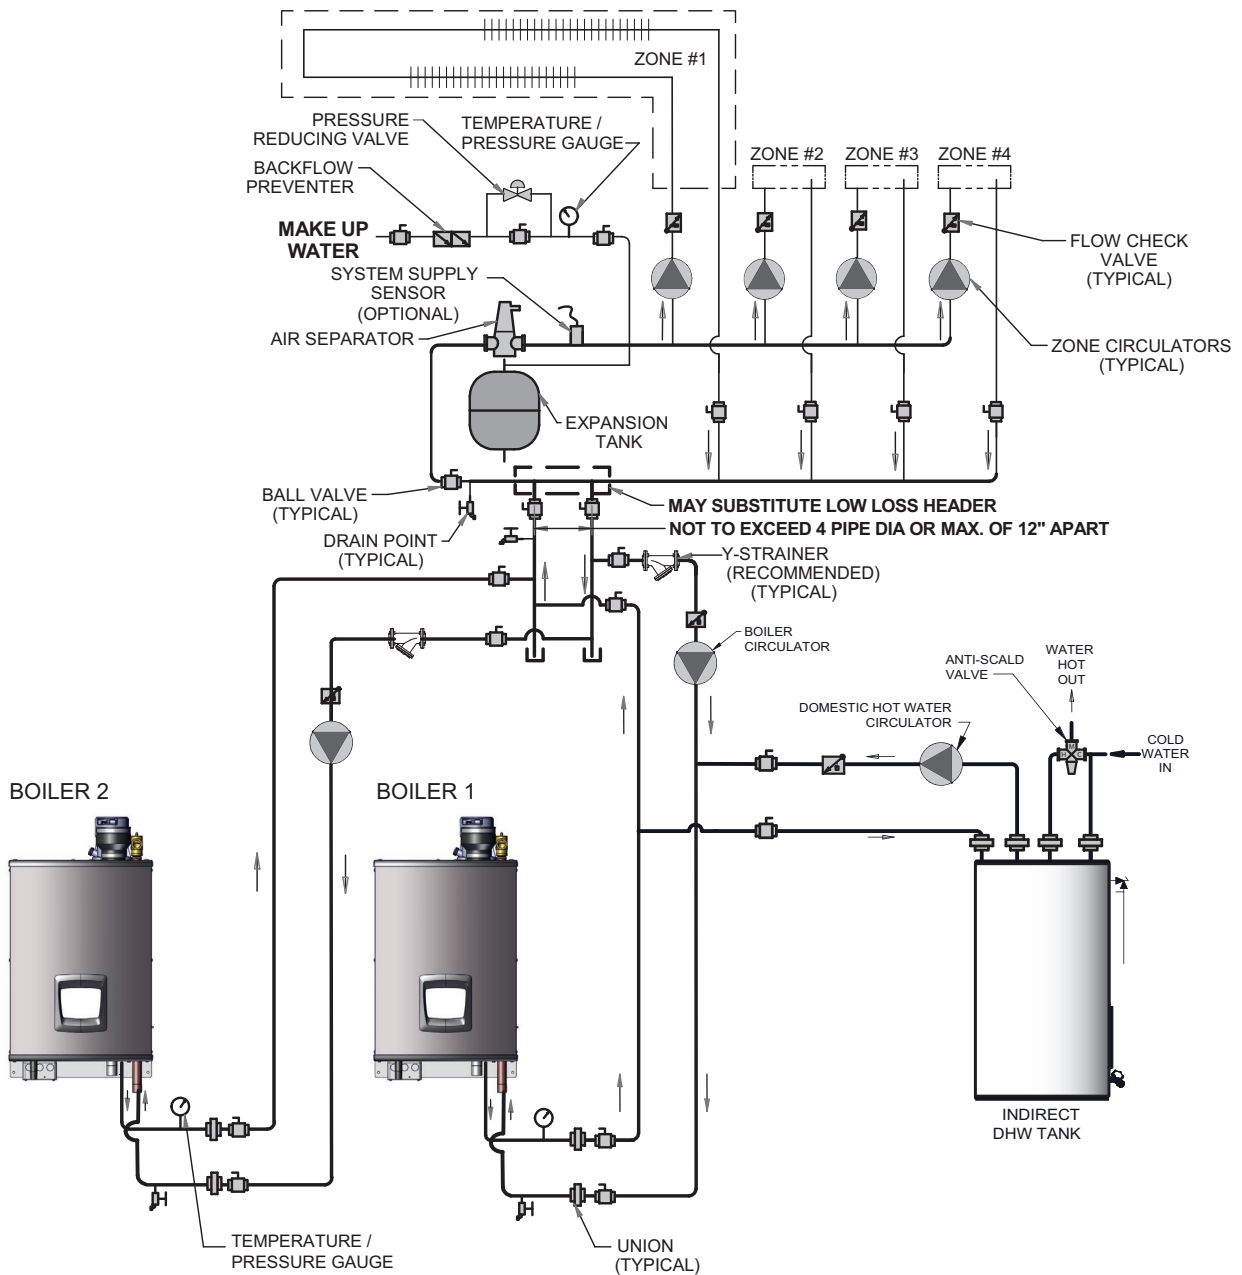 ZONE #1
PRESSURE
REDUCING VALVE
TEMPERATURE /
PRESSURE GAUGE
BACKFLOW
PREVENTER
ZONE #2
ZONE #3
ZONE #4
MAKE UP
WATER
FLOW CHECK
VALVE
(TYPICAL)
SYSTEM SUPPLY
SENSOR
(OPTIONAL)
AIR SEPARATOR
ZONE CIRCULATORS
(TYPICAL)
EXPANSION
TANK
BALL VALVE
(TYPICAL)
MAY SUBSTITUTE LOW LOSS HEADER
NOT TO EXCEED 4 PIPE DIA OR MAX. OF 12" APART
DRAIN POINT
(TYPICAL)
Y-STRAINER
(RECOMMENDED)
(TYPICAL)
BOILER
CIRCULATOR
WATER
HOT
OUT
ANTI-SCALD
VALVE
DOMESTIC HOT WATER
CIRCULATOR
M
H
C
COLD
WATER
IN
BOILER 2
BOILER 1
INDIRECT
DHW TANK
TEMPERATURE /
PRESSURE GAUGE
UNION
(TYPICAL)